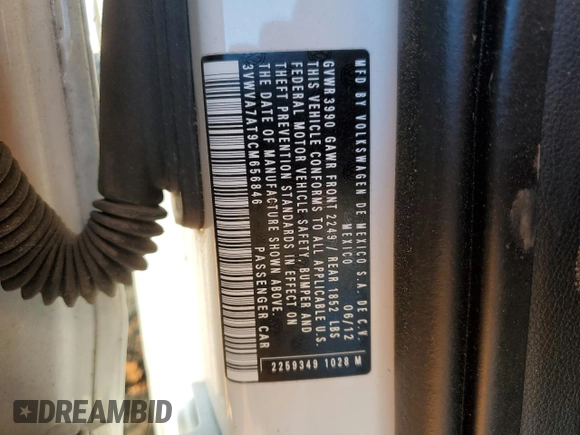 MFD BY VOLKSWAGEN DE MEXICO S.A. DE C.V.
MEXICO 06/12
GVWR 3990 GAWR FRONT 2249 / REAR 1852 LBS
THIS VEHICLE CONFORMS TO ALL APPLICABLE U.S.
FEDERAL MOTOR VEHICLE SAFETY, BUMPER AND
THEFT PREVENTION STANDARDS IN EFFECT ON
THE DATE OF MANUFACTURE SHOWN ABOVE.
3VWVA7AT9CM656846 PASSENGER CAR
2259349 1028 M
DREAMBID